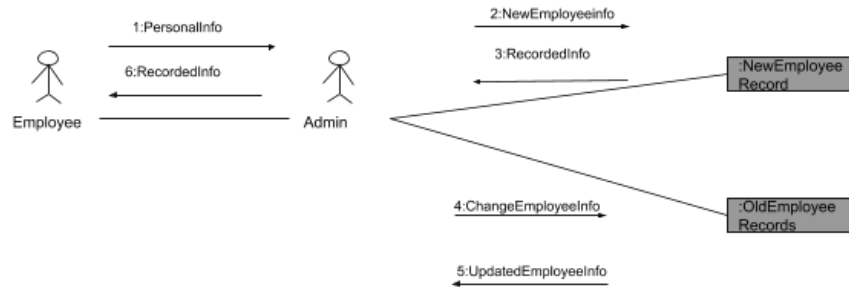 1:PersonalInfo
2:NewEmployeeinfo
3:RecordedInfo
6:RecordedInfo
:NewEmployee
Record
Employee
Admin
4:ChangeEmployeeInfo
:OldEmployee
Records
5:UpdatedEmployeeInfo